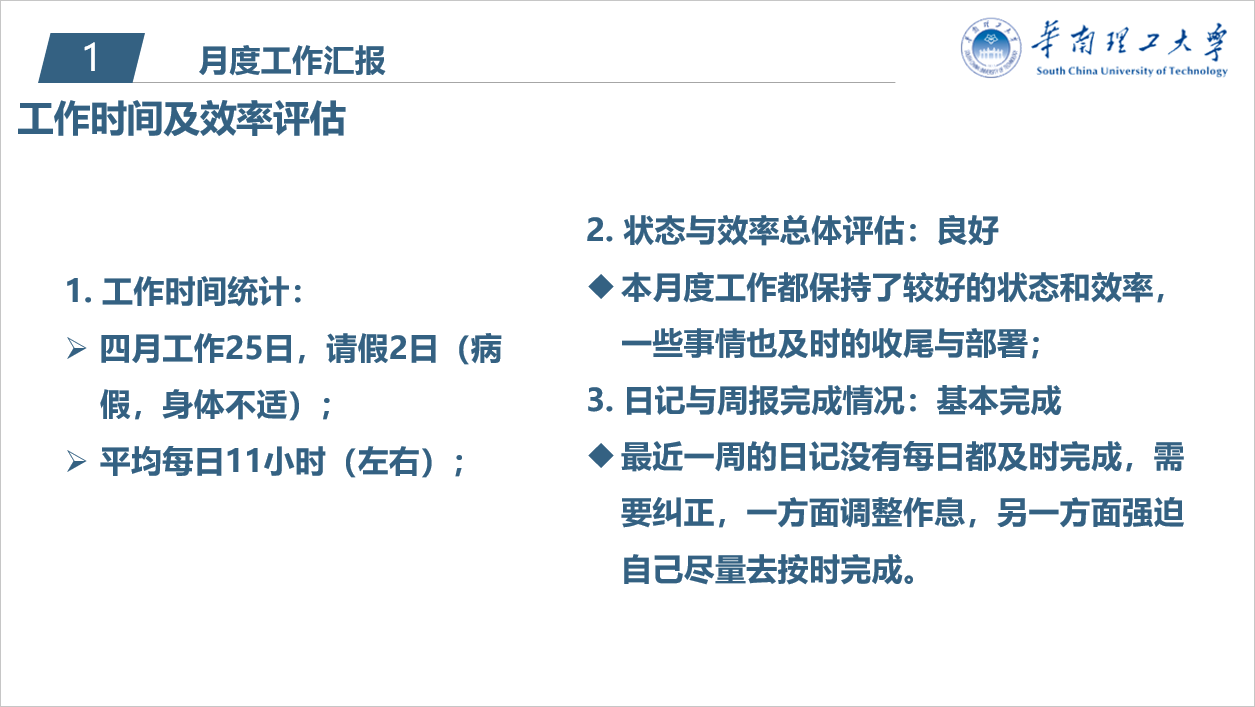 1
月度工作汇报
华南理工大学
South China University of Technology
工作时间及效率评估
1. 工作时间统计：
➢ 四月工作25日，请假2日（病
假，身体不适）；
➢ 平均每日11小时（左右）；
2. 状态与效率总体评估：良好
◆ 本月度工作都保持了较好的状态和效率，
一些事情也及时的收尾与部署；
3. 日记与周报完成情况：基本完成
◆ 最近一周的日记没有每日都及时完成，需
要纠正，一方面调整作息，另一方面强迫
自己尽量去按时完成。